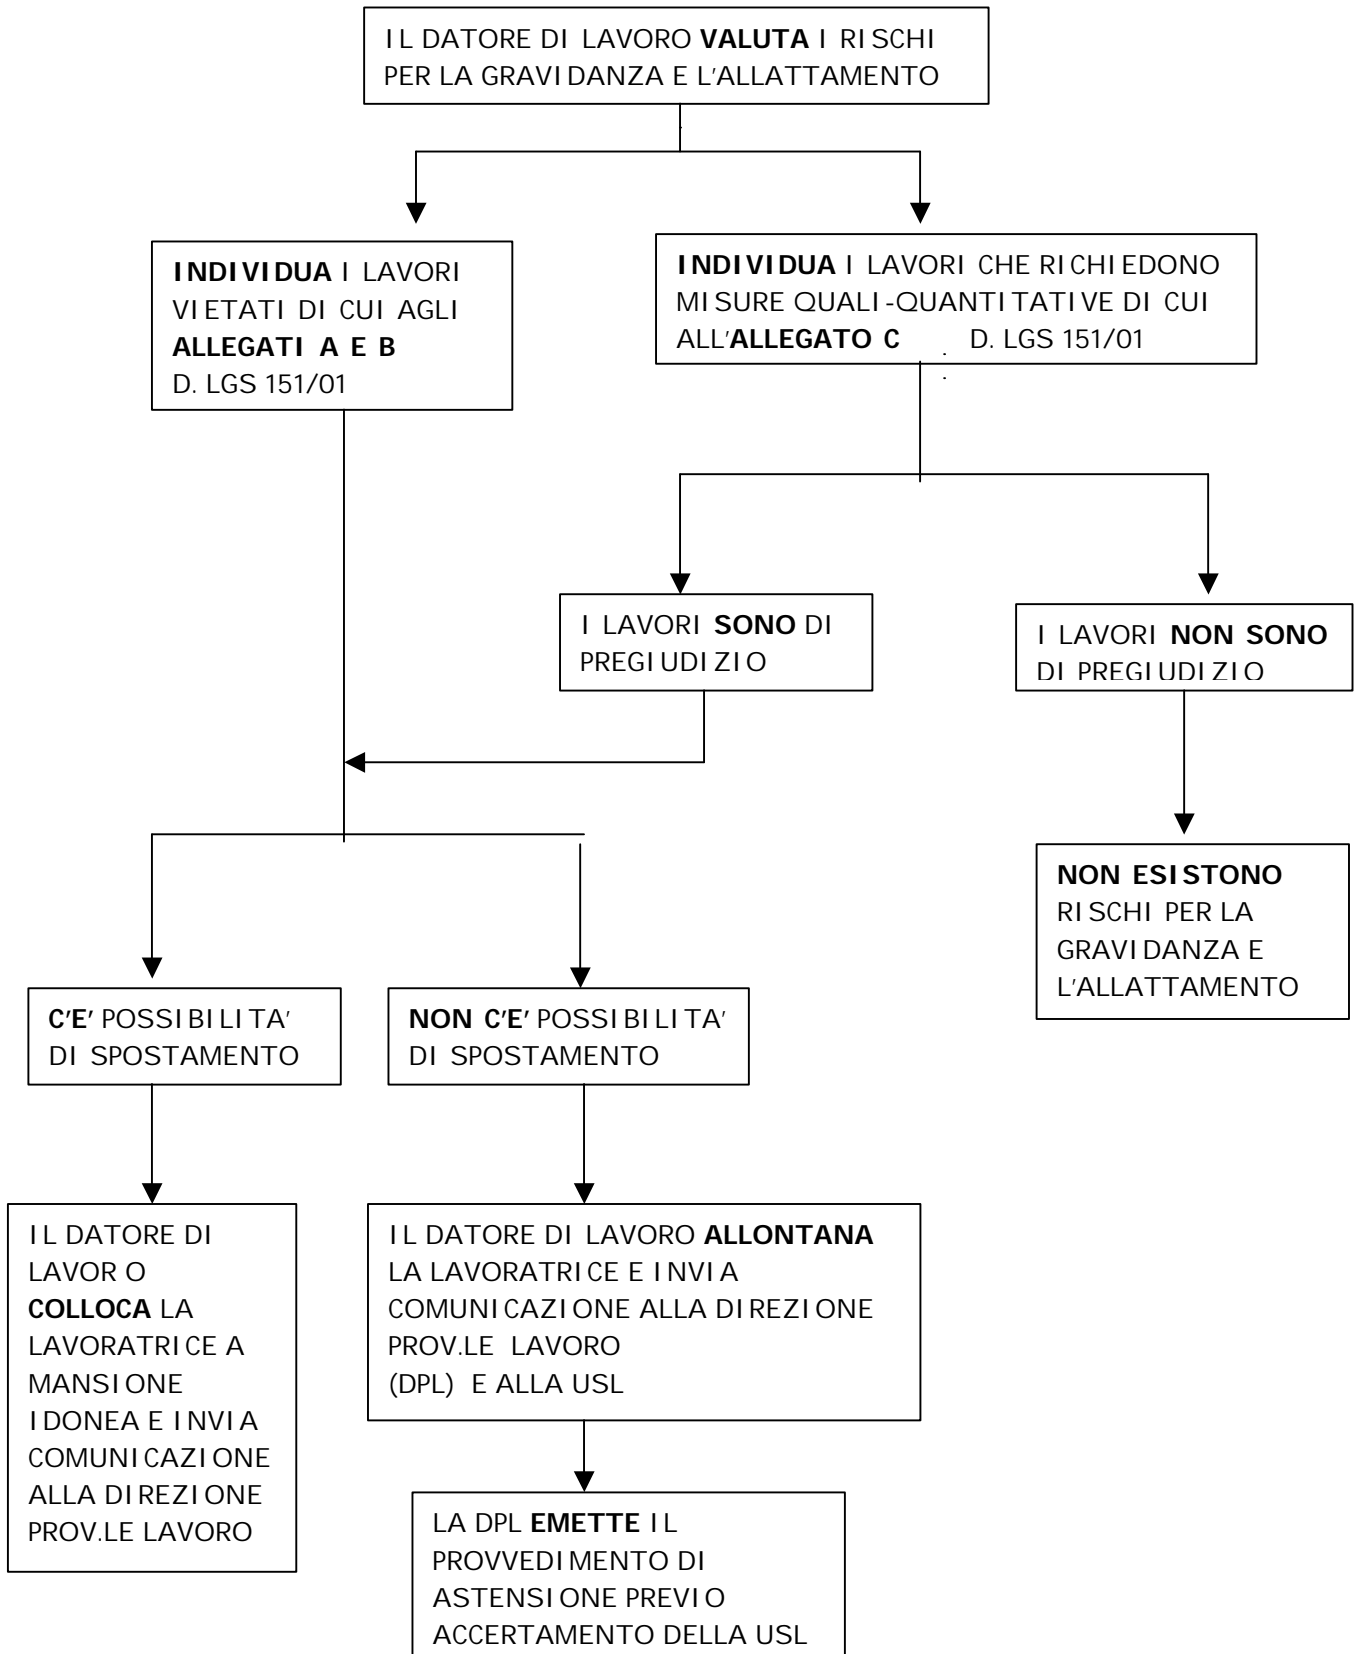 IL DATORE DI LAVORO VALUTA I RISCHI
PER LA GRAVIDANZA E L'ALLATTAMENTO
INDIVIDUA I LAVORI
VIETATI DI CUI AGLI
ALLEGATI A E B
D. LGS 151/01
INDIVIDUA I LAVORI CHE RICHIEDONO
MISURE QUALI-QUANTITATIVE DI CUI
ALL'ALLEGATO C D. LGS 151/01
I LAVORI SONO DI
PREGIUDIZIO
I LAVORI NON SONO
DI PREGIUDIZIO
NON ESISTONO
RISCHI PER LA
GRAVIDANZA E
L'ALLATTAMENTO
C'E' POSSIBILITA'
DI SPOSTAMENTO
NON C'E' POSSIBILITA'
DI SPOSTAMENTO
IL DATORE DI
LAVOR O
COLLOCA LA
LAVORATRICE A
MANSIONE
IDONEA E INVIA
COMUNICAZIONE
ALLA DIREZIONE
PROV.LE LAVORO
IL DATORE DI LAVORO ALLONTANA
LA LAVORATRICE E INVIA
COMUNICAZIONE ALLA DIREZIONE
PROV.LE LAVORO
(DPL) E ALLA USL
LA DPL EMETTE IL
PROVVEDIMENTO DI
ASTENSIONE PREVIO
ACCERTAMENTO DELLA USL